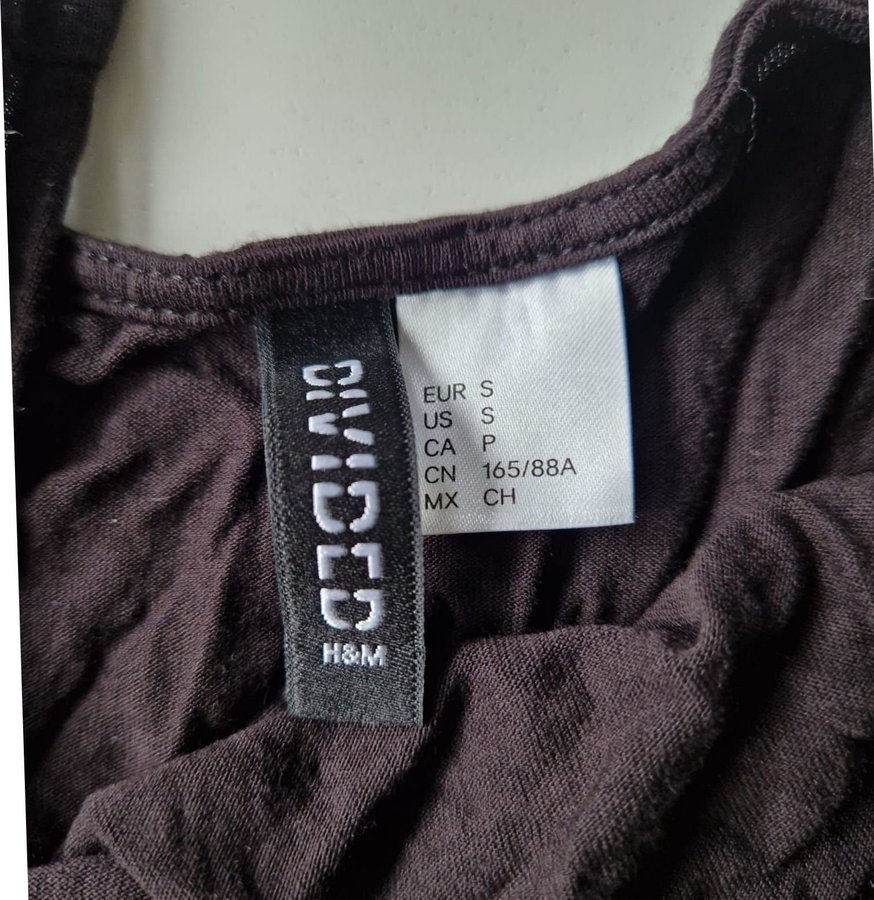 DIVIDED
H&M
EUR S
US S
CA P
CN 165/88A
MX CH